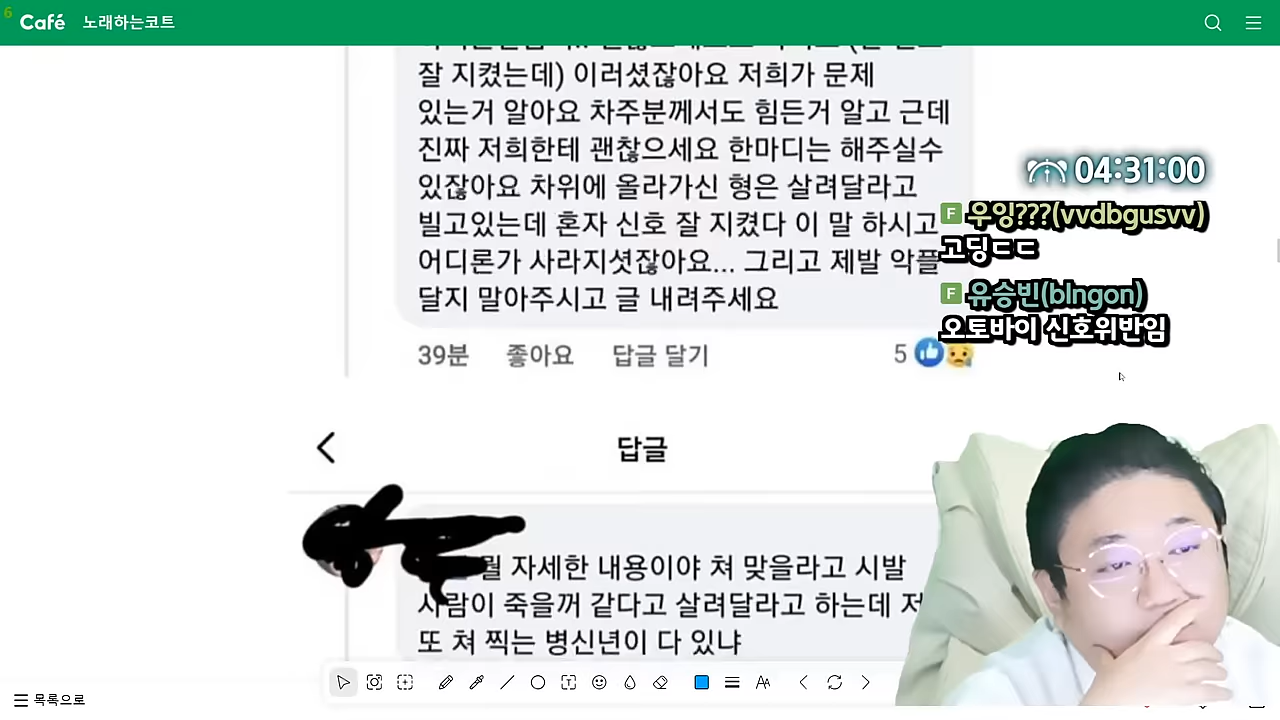 6
Café 노래하는코트
잘 지켰는데) 이러셨잖아요 저희가 문제
있는거 알아요 차주분께서도 힘든거 알고 근데
진짜 저희한테 괜찮으세요 한마디는 해주실수
있잖아요 차위에 올라가신 형은 살려달라고
빌고있는데 혼자 신호 잘 지켰다 이 말 하시고
어디론가 사라지셧잖아요... 그리고 제발 악플
달지 말아주시고 글 내려주세요
39분 좋아요 답글 달기 5
04:31:00
F 우잉???(vvdbgusvv)
고딩ㄷㄷ
F 유승빈(blngon)
오토바이 신호위반임
답글
뭘 자세한 내용이야 쳐 맞을라고 시발
사람이 죽을꺼 같다고 살려달라고 하는데 저
또 쳐 찍는 병신년이 다 있냐
목록으로